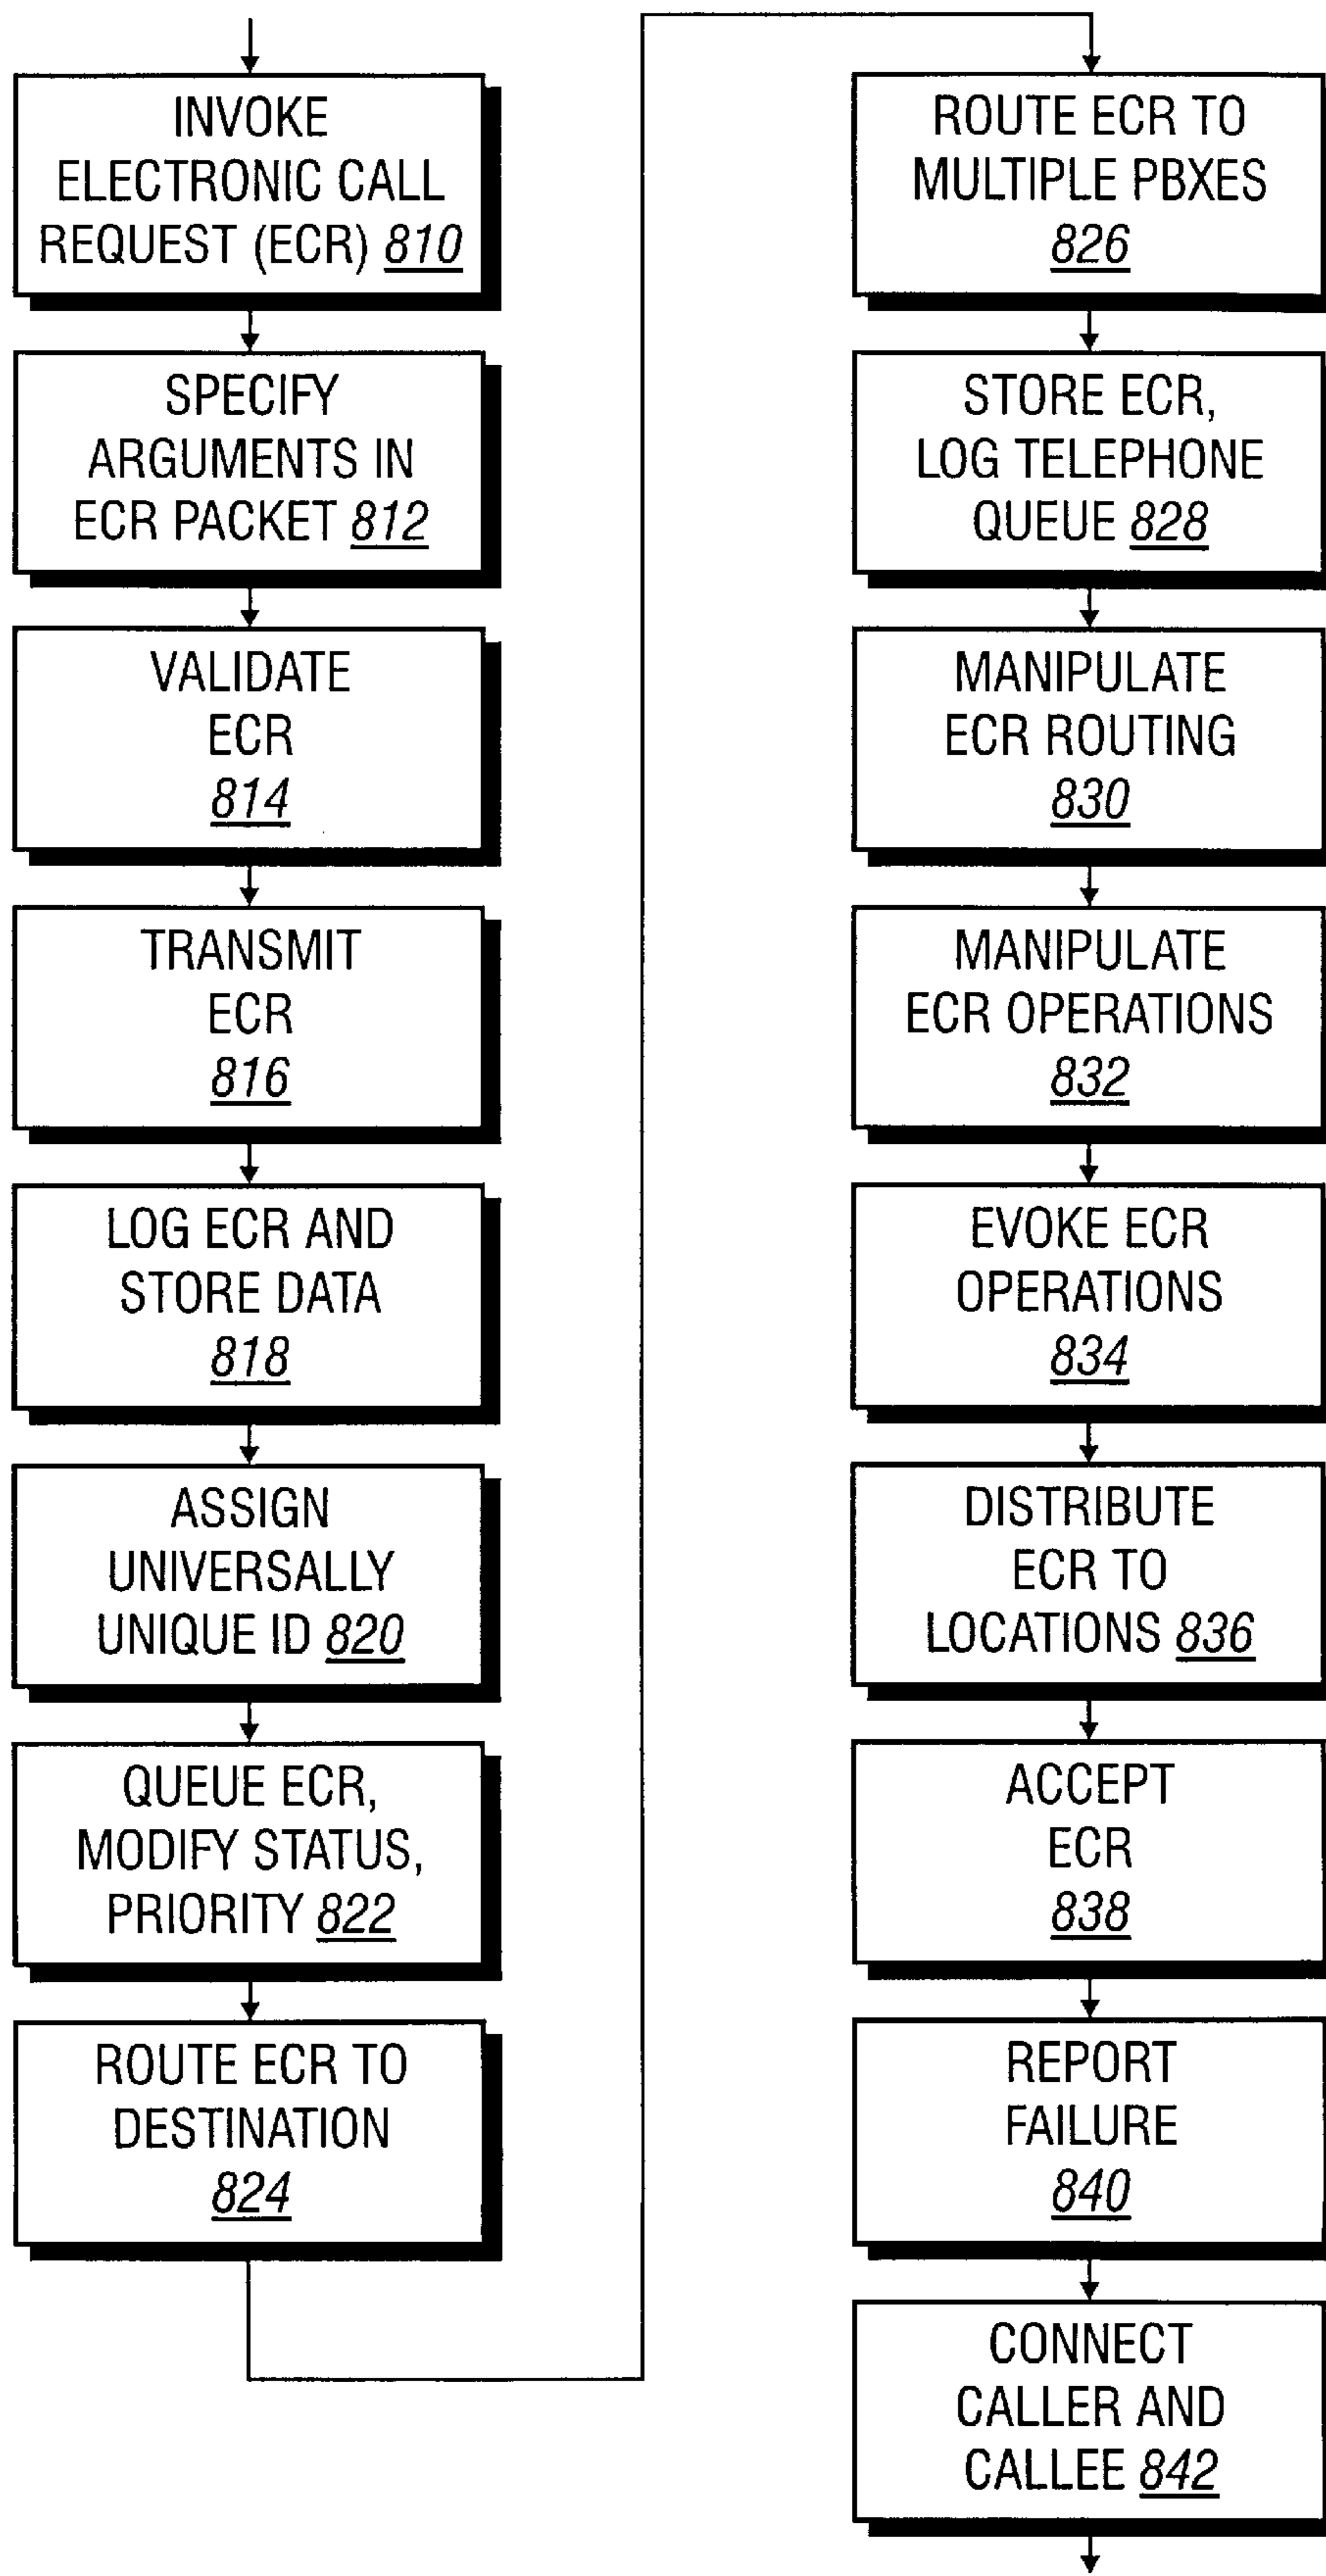 INVOKE
ELECTRONIC CALL
REQUEST (ECR) 810
SPECIFY
ARGUMENTS IN
ECR PACKET 812
VALIDATE
ECR
814
TRANSMIT
ECR
816
LOG ECR AND
STORE DATA
818
ASSIGN
UNIVERSALLY
UNIQUE ID 820
QUEUE ECR,
MODIFY STATUS,
PRIORITY 822
ROUTE ECR TO
DESTINATION
824
ROUTE ECR TO
MULTIPLE PBXES
826
STORE ECR,
LOG TELEPHONE
QUEUE 828
MANIPULATE
ECR ROUTING
830
MANIPULATE
ECR OPERATIONS
832
EVOKE ECR
OPERATIONS
834
DISTRIBUTE
ECR TO
LOCATIONS 836
ACCEPT
ECR
838
REPORT
FAILURE
840
CONNECT
CALLER AND
CALLEE 842